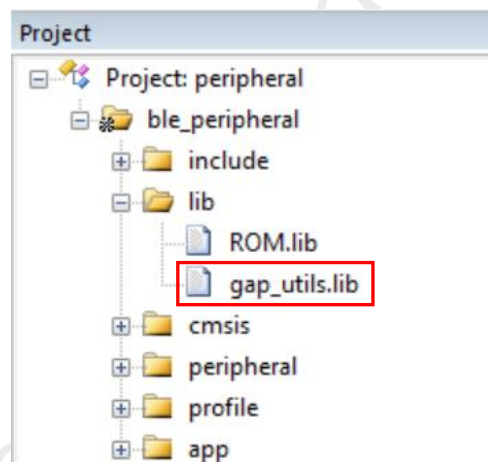 Project
Project: peripheral
ble_peripheral
include
lib
ROM.lib
gap_utils.lib
cmsis
peripheral
profile
app